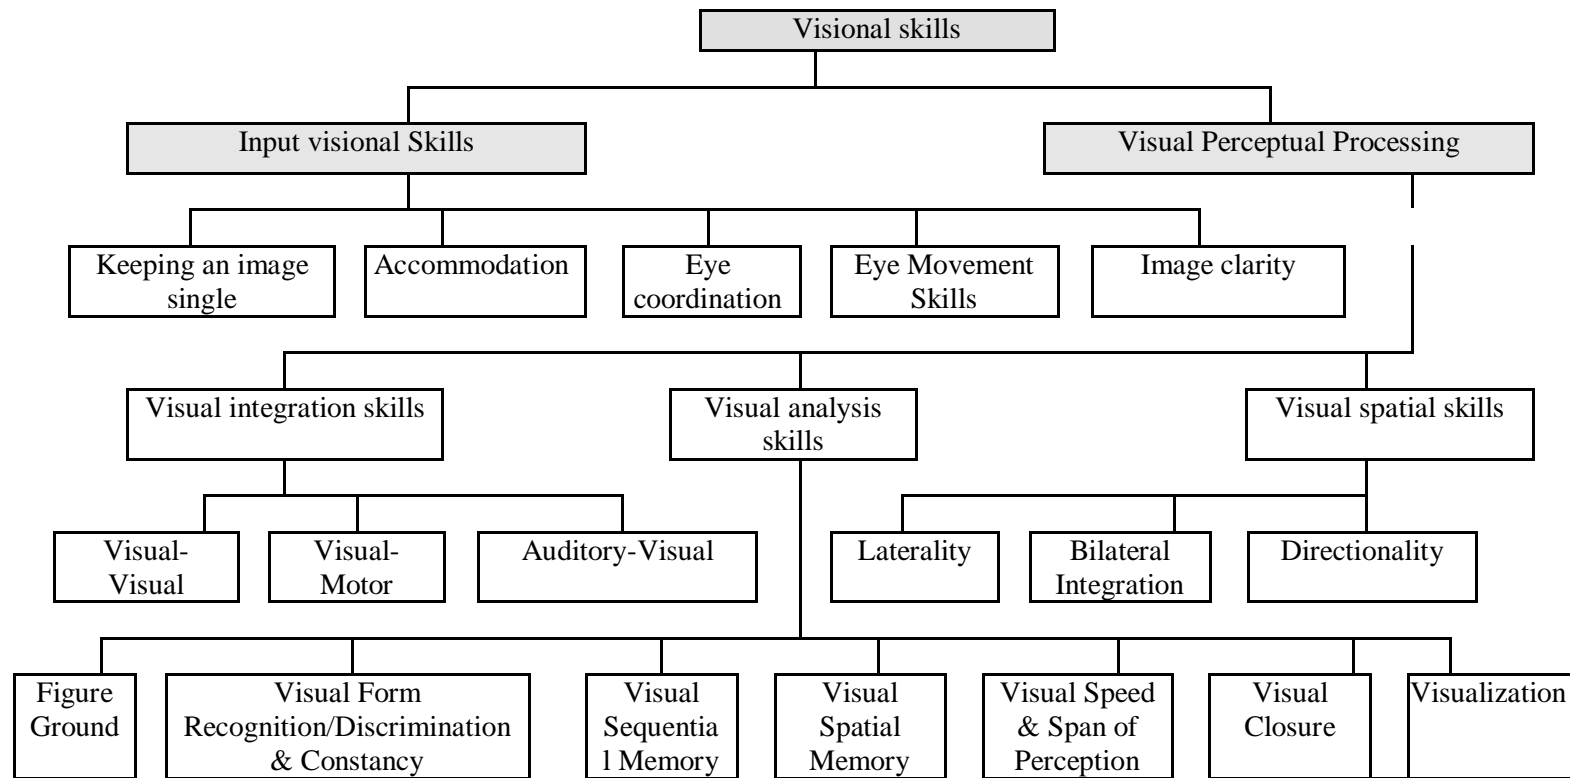 Visional skills
Input visional Skills
Visual Perceptual Processing
Keeping an image
single
Accommodation
Eye
coordination
Eye Movement
Skills
Image clarity
Visual integration skills
Visual analysis
skills
Visual spatial skills
Visual-
Visual
Visual-
Motor
Auditory-Visual
Laterality
Bilateral
Integration
Directionality
Figure
Ground
Visual Form
Recognition/Discrimination
& Constancy
Visual
Sequentia
l Memory
Visual
Spatial
Memory
Visual Speed
& Span of
Perception
Visual
Closure
Visualization